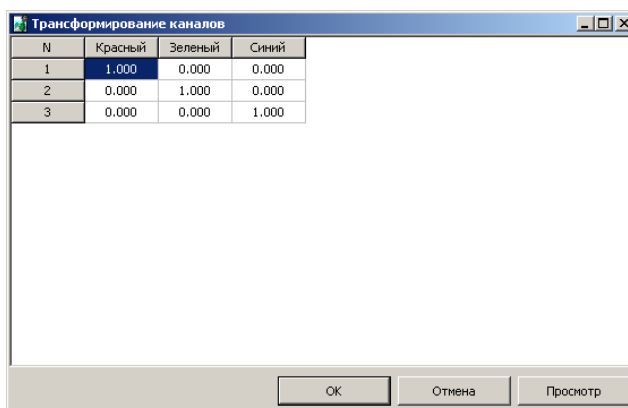 Трансформирование каналов
N Красный Зеленый Синий
1 1.000 0.000 0.000
2 0.000 1.000 0.000
3 0.000 0.000 1.000
OK Отмена Просмотр